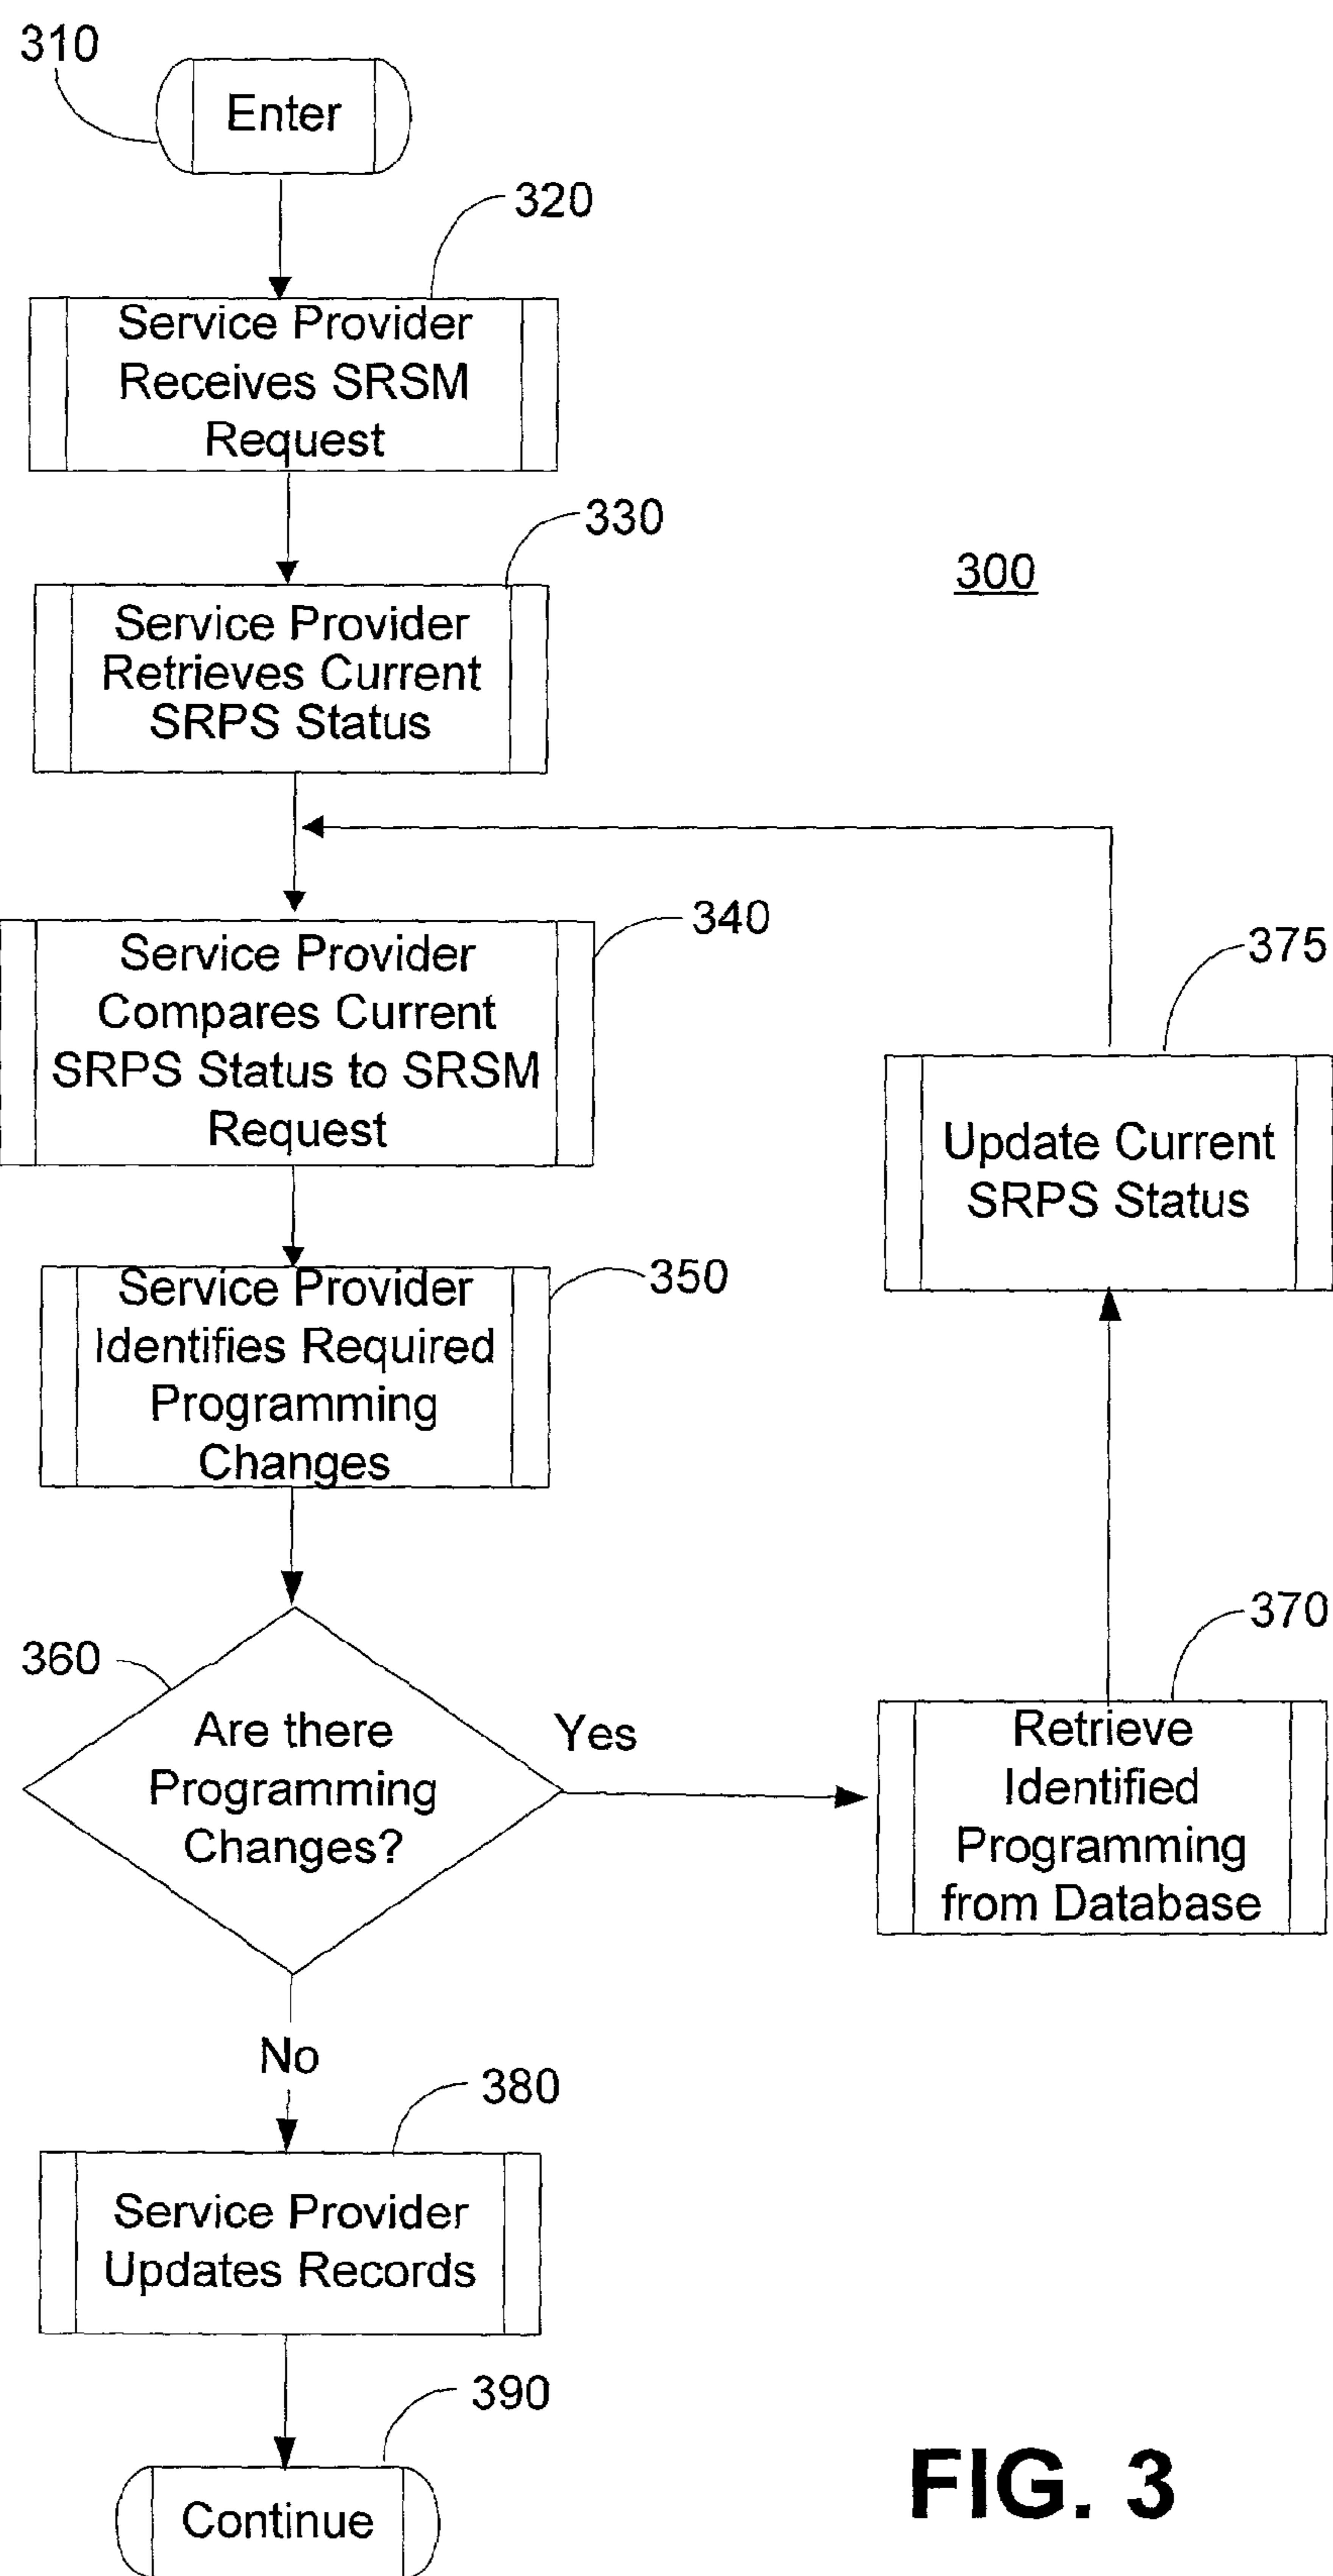 310
Enter
320
Service Provider
Receives SRSM
Request
330
300
Service Provider
Retrieves Current
SRPS Status
340
Service Provider
Compares Current
SRPS Status to SRSM
Request
375
Update Current
SRPS Status
350
Service Provider
Identifies Required
Programming
Changes
360
Are there
Programming
Changes?
Yes
370
Retrieve
Identified
Programming
from Database
No
380
Service Provider
Updates Records
390
Continue
FIG. 3